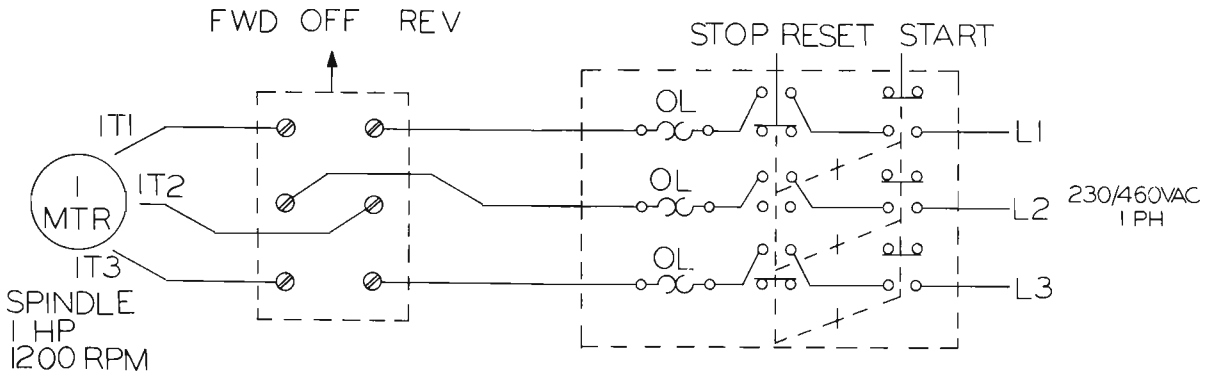 FWD OFF REV
STOP RESET START
1T1
OL
L1
1 MTR
1T2
OL
L2
230/460VAC
1 PH
1T3
OL
L3
SPINDLE
1 HP
1200 RPM